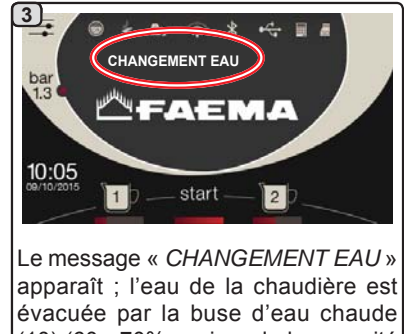 3
CHANGEMENT EAU
bar
1.3
FAEMA
10:05
09/10/2015
1 start 2
Le message « CHANGEMENT EAU »
apparaît ; l'eau de la chaudière est
évacuée par la buse d'eau chaude